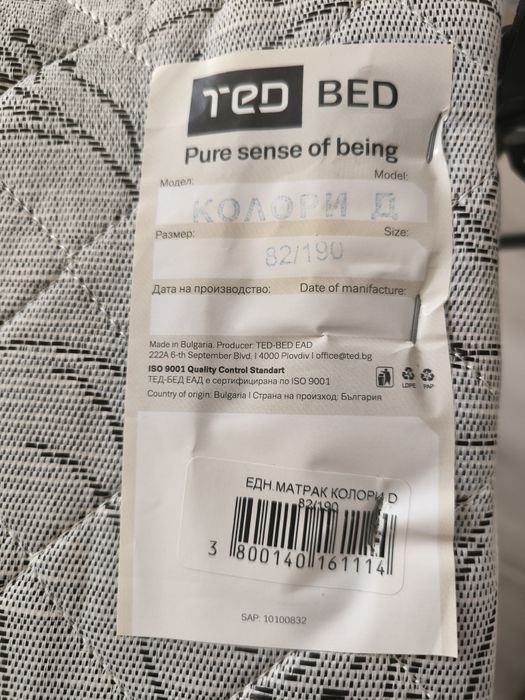 TED BED
Pure sense of being
Модел: Model:
КОЛОРИ Д
Размер: Size:
82/190
Дата на производство: Date of manifacture:
Made in Bulgaria. Producer: TED-BED EAD
222A 6-th September Blvd. | 4000 Plovdiv | office@ted.bg
ISO 9001 Quality Control Standart
ТЕД-БЕД ЕАД е сертифицирана по ISO 9001
LDPE PAP
Country of origin: Bulgaria | Страна на произход: България
ЕДН.МАТРАК КОЛОРИ D
82/190
3 800140 161114
SAP: 10100832